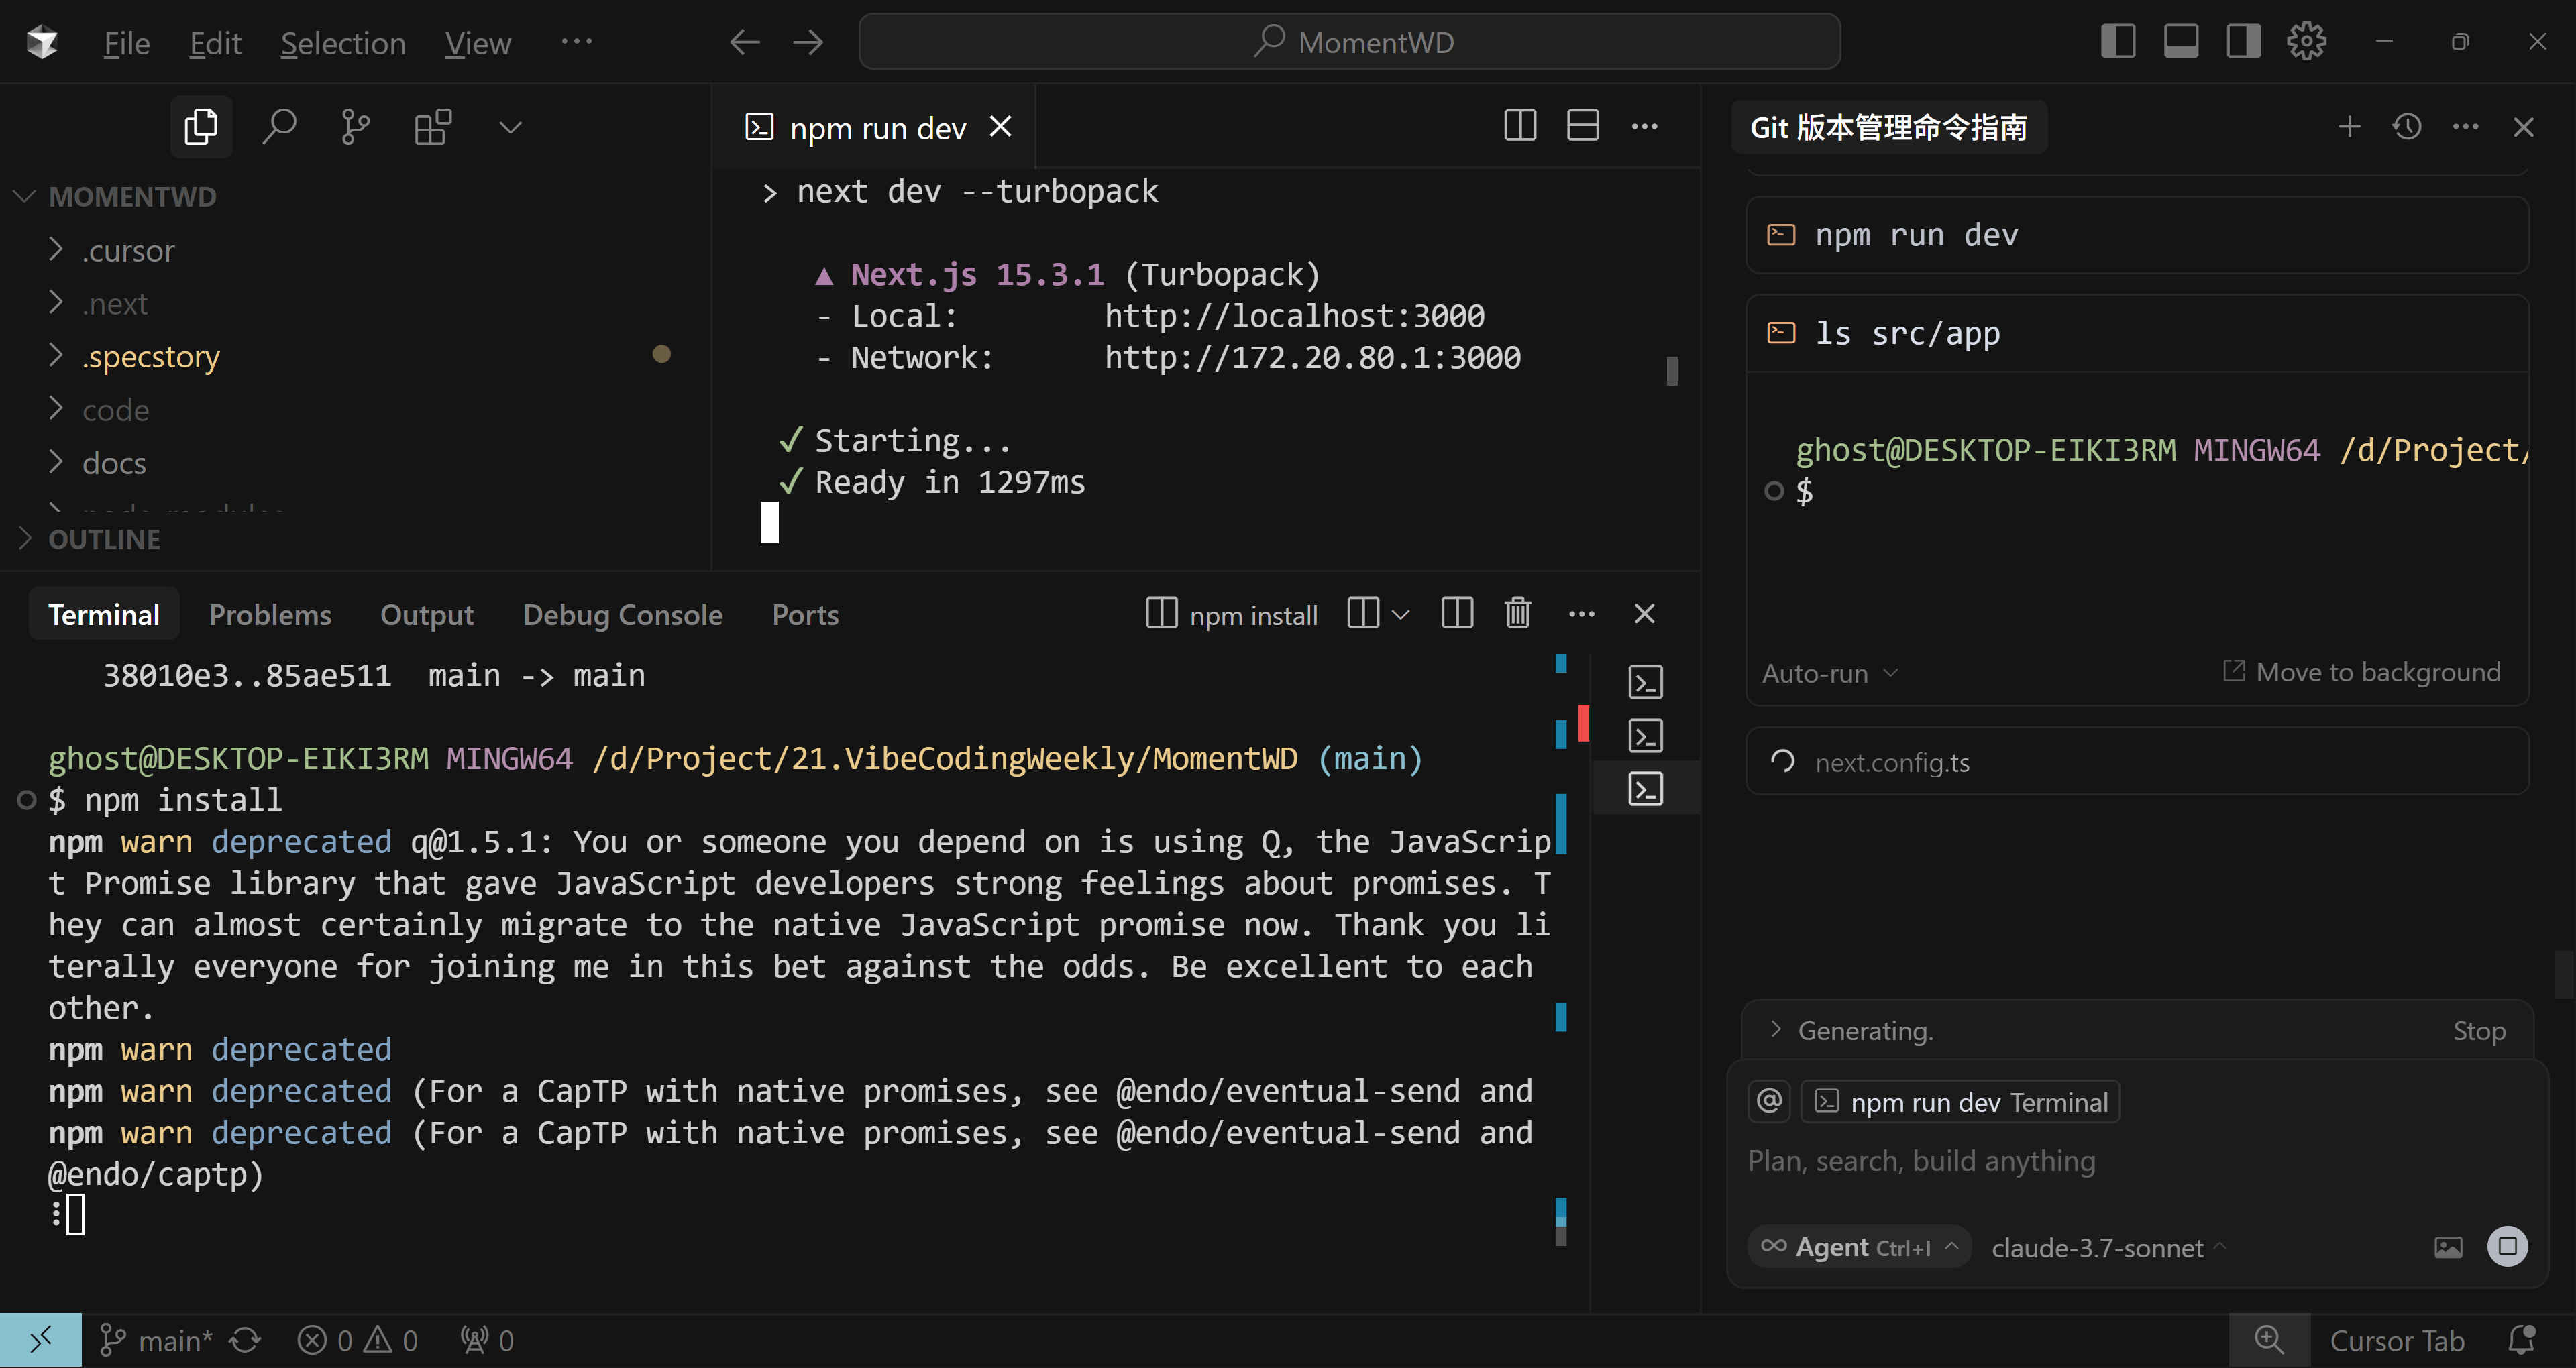 File Edit Selection View ···
MomentWD
MOMENTWD
.cursor
.next
.specstory
code
docs
node_modules
OUTLINE
npm run dev
> next dev --turbopack
▲ Next.js 15.3.1 (Turbopack)
- Local: http://localhost:3000
- Network: http://172.20.80.1:3000
✓ Starting...
✓ Ready in 1297ms
Terminal Problems Output Debug Console Ports
npm install
38010e3..85ae511 main -> main
ghost@DESKTOP-EIKI3RM MINGW64 /d/Project/21.VibeCodingWeekly/MomentWD (main)
$ npm install
npm warn deprecated q@1.5.1: You or someone you depend on is using Q, the JavaScrip
t Promise library that gave JavaScript developers strong feelings about promises. T
hey can almost certainly migrate to the native JavaScript promise now. Thank you li
terally everyone for joining me in this bet against the odds. Be excellent to each
other.
npm warn deprecated
npm warn deprecated (For a CapTP with native promises, see @endo/eventual-send and
npm warn deprecated (For a CapTP with native promises, see @endo/eventual-send and
@endo/captp)
Git 版本管理命令指南
npm run dev
ls src/app
ghost@DESKTOP-EIKI3RM MINGW64 /d/Project/
$
Auto-run
Move to background
next.config.ts
Generating.
Stop
@ npm run dev Terminal
Plan, search, build anything
Agent Ctrl+I
claude-3.7-sonnet
main*
0 0
0
Cursor Tab